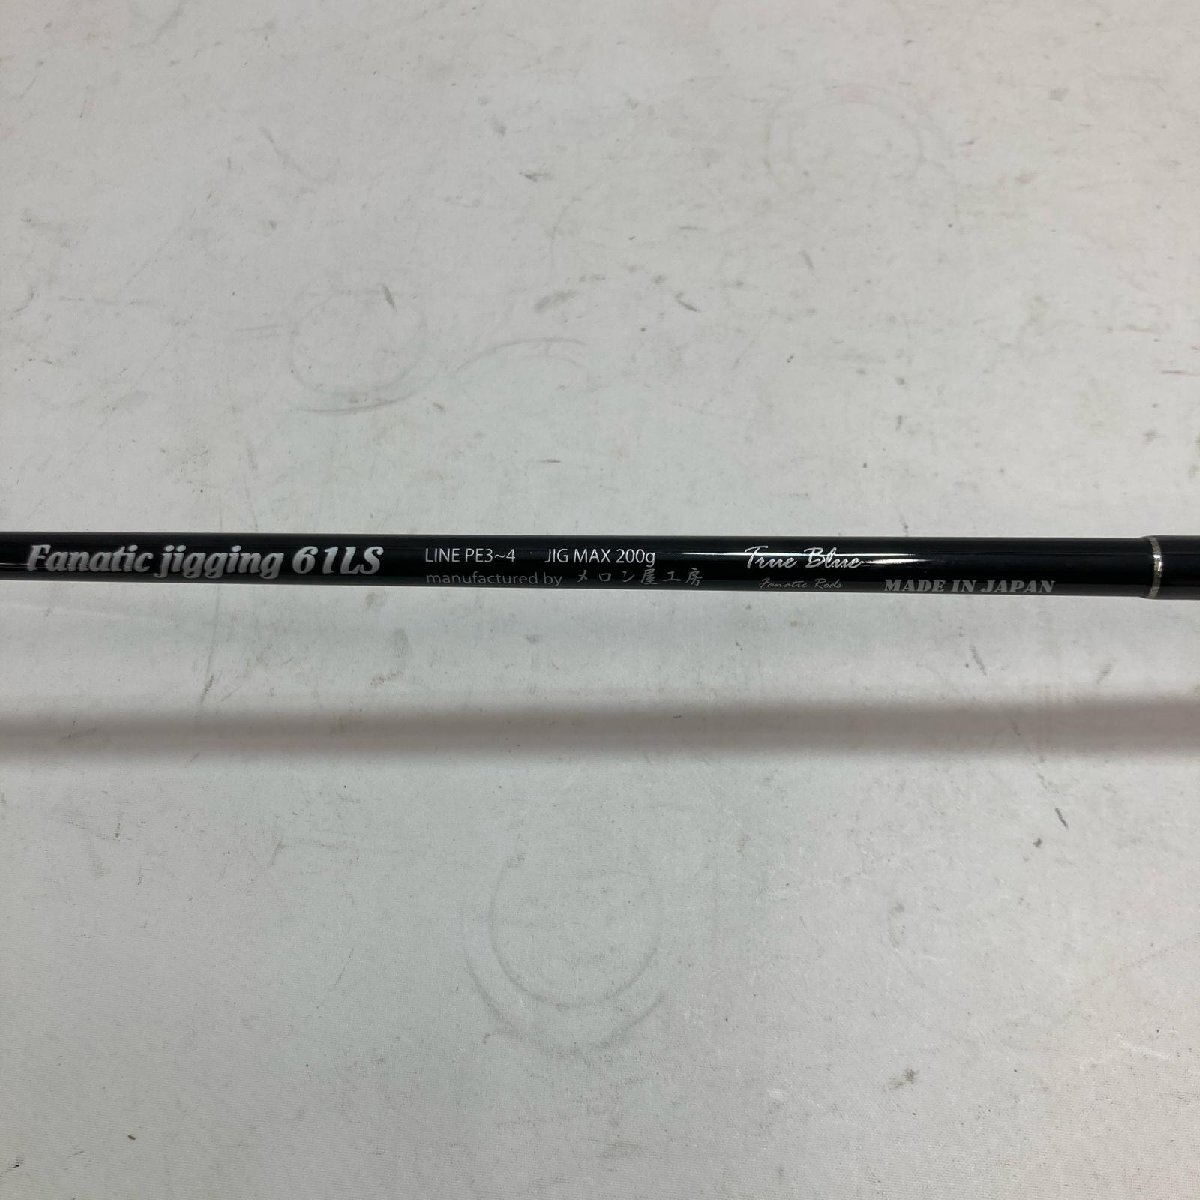 Fanatic jigging 61LS
LINE PE3~4 JIG MAX 200g
manufactured by メロン屋工房
True Blue
Fanatic Rods
MADE IN JAPAN